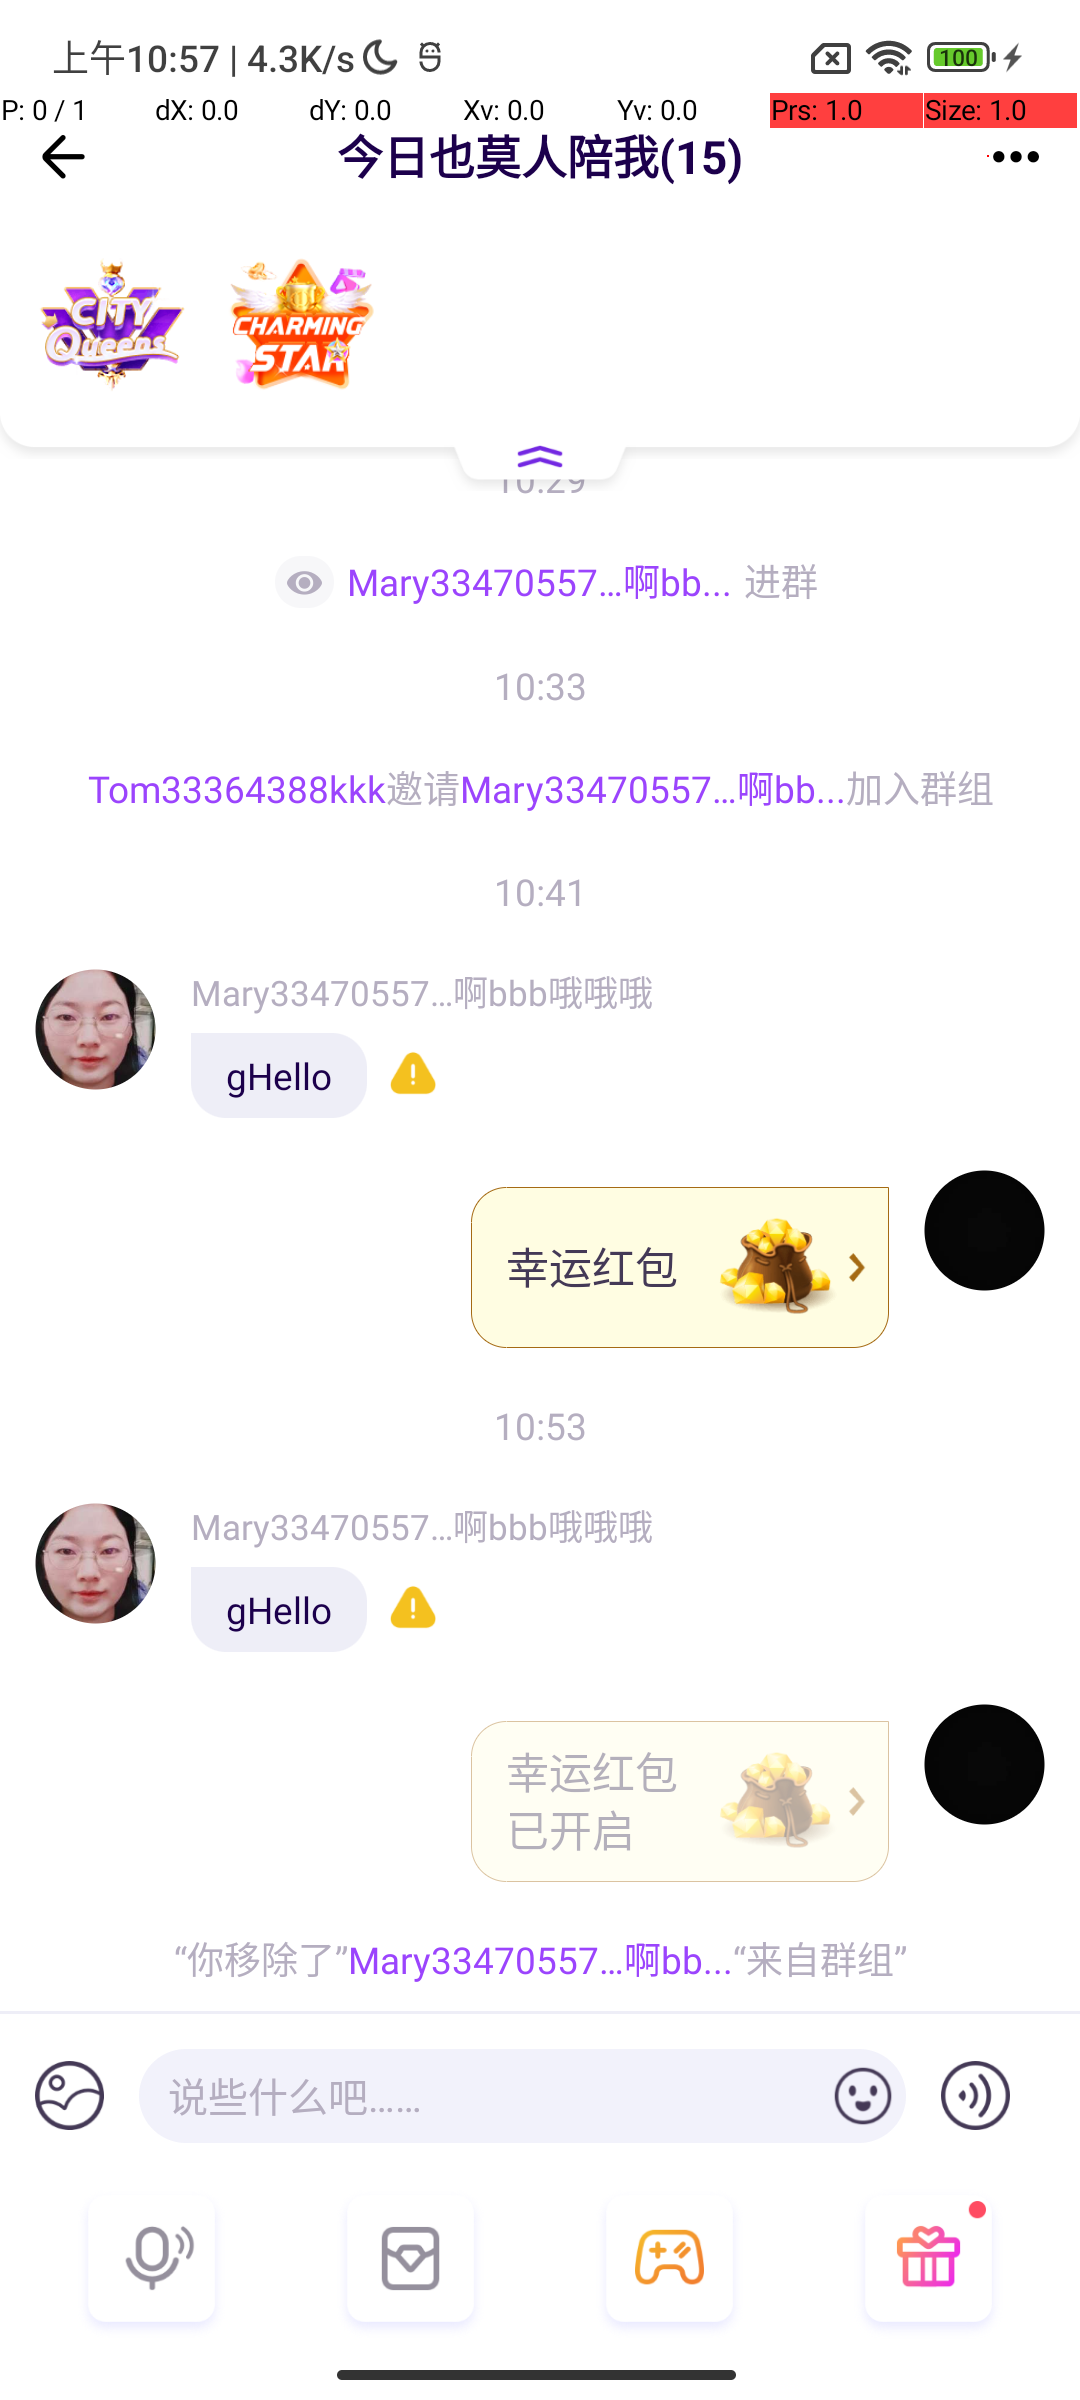 上午10:57 | 4.3K/s
100
P: 0 / 1 dX: 0.0 dY: 0.0 Xv: 0.0 Yv: 0.0 Prs: 1.0 Size: 1.0
今日也莫人陪我(15)
CITY
Queens
CHARMING
STAR
10:29
Mary33470557...啊bb... 进群
10:33
Tom33364388kkk邀请Mary33470557...啊bb...加入群组
10:41
Mary33470557...啊bbb哦哦哦
gHello
幸运红包
10:53
Mary33470557...啊bbb哦哦哦
gHello
幸运红包
已开启
“你移除了”Mary33470557...啊bb...“来自群组”
说些什么吧......